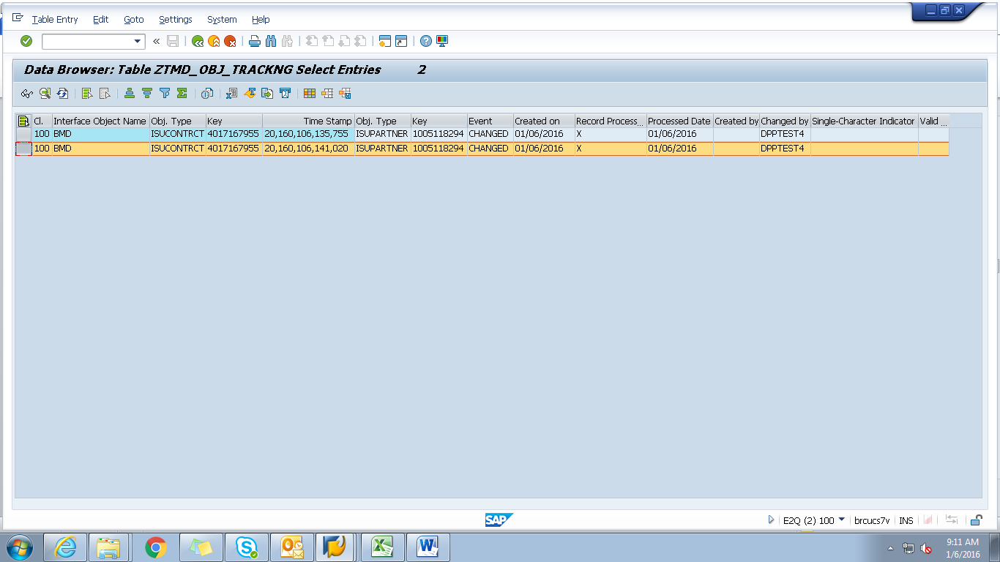 Table Entry Edit Goto Settings System Help
Data Browser: Table ZTMD_OBJ_TRACKNG Select Entries 2
Cl. Interface Object Name Obj. Type Key Time Stamp Obj. Type Key Event Created on Record Process... Processed Date Created by Changed by Single-Character Indicator Valid ...
100 BMD ISUCONTRCT 4017167955 20,160,106,135,755 ISUPARTNER 1005118294 CHANGED 01/06/2016 X 01/06/2016 DPPTEST4
100 BMD ISUCONTRCT 4017167955 20,160,106,141,020 ISUPARTNER 1005118294 CHANGED 01/06/2016 X 01/06/2016 DPPTEST4
SAP
E2Q (2) 100 brcucs7v INS
9:11 AM
1/6/2016